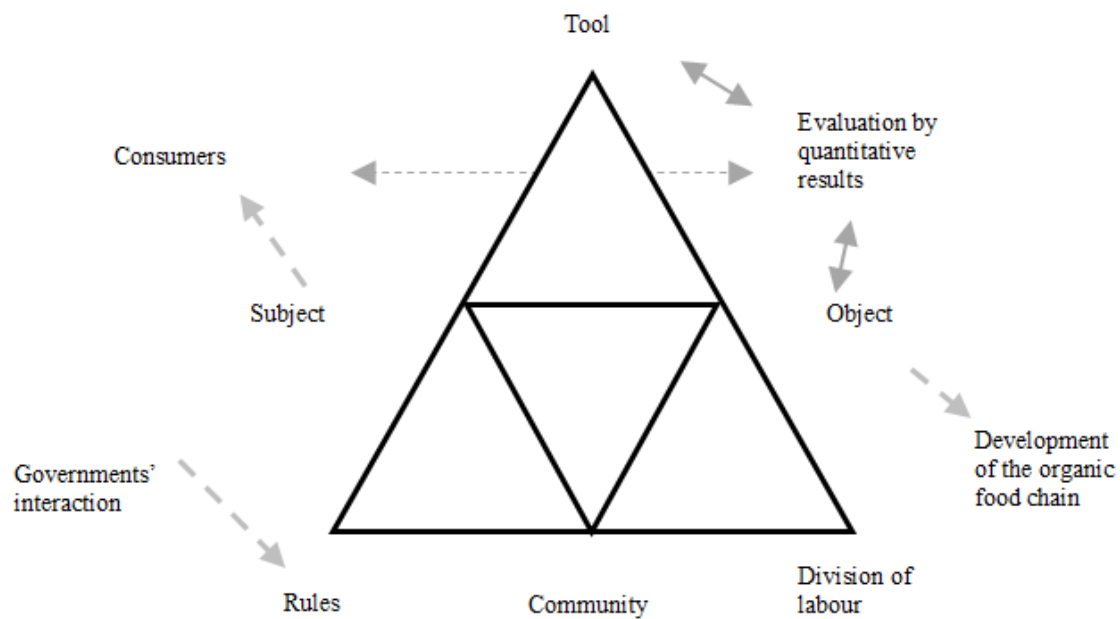 Tool
Evaluation by
quantitative
results
Consumers
Subject
Object
Development
of the organic
food chain
Governments’
interaction
Rules
Community
Division of
labour